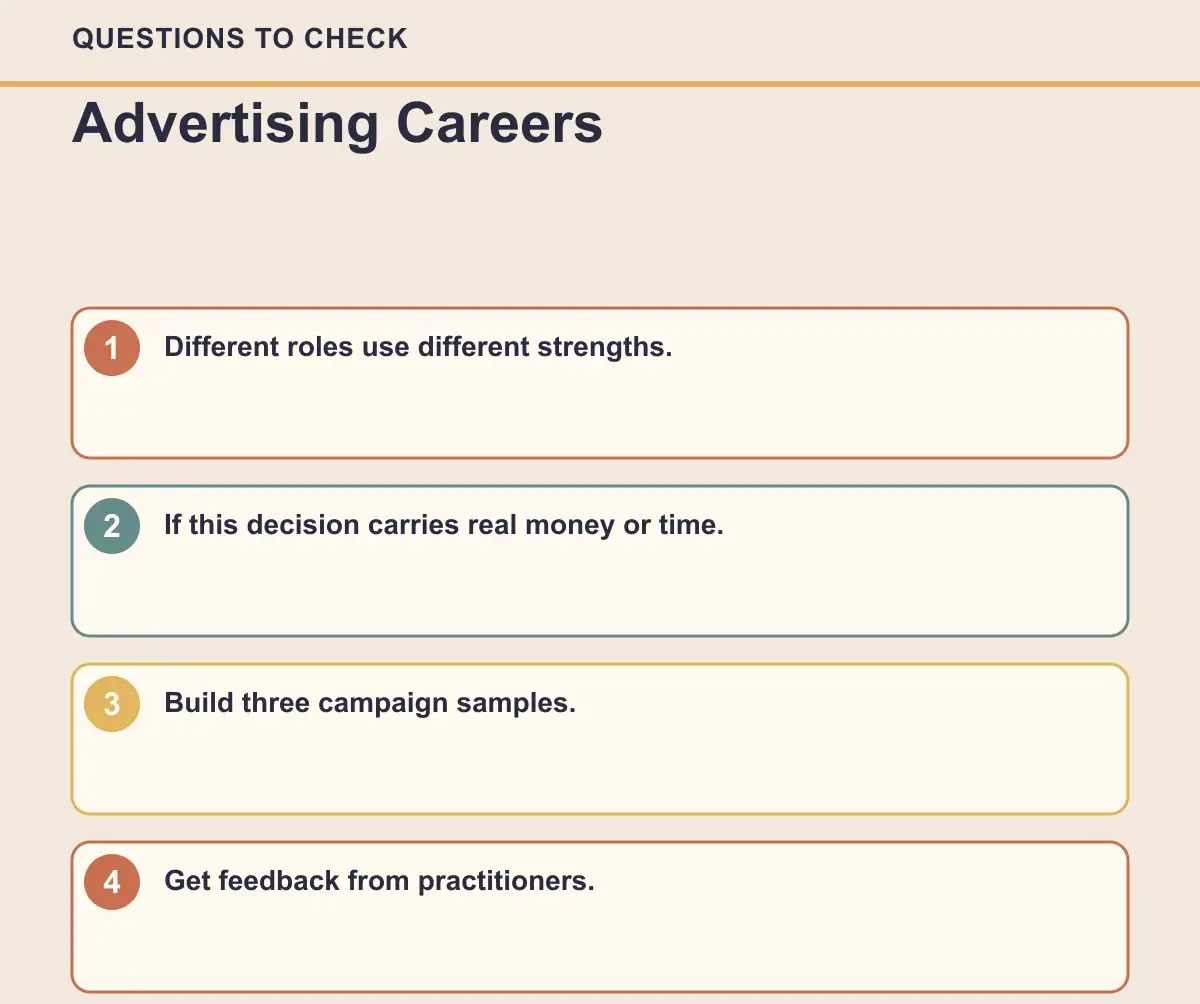 QUESTIONS TO CHECK
Advertising Careers
1 Different roles use different strengths.
2 If this decision carries real money or time.
3 Build three campaign samples.
4 Get feedback from practitioners.